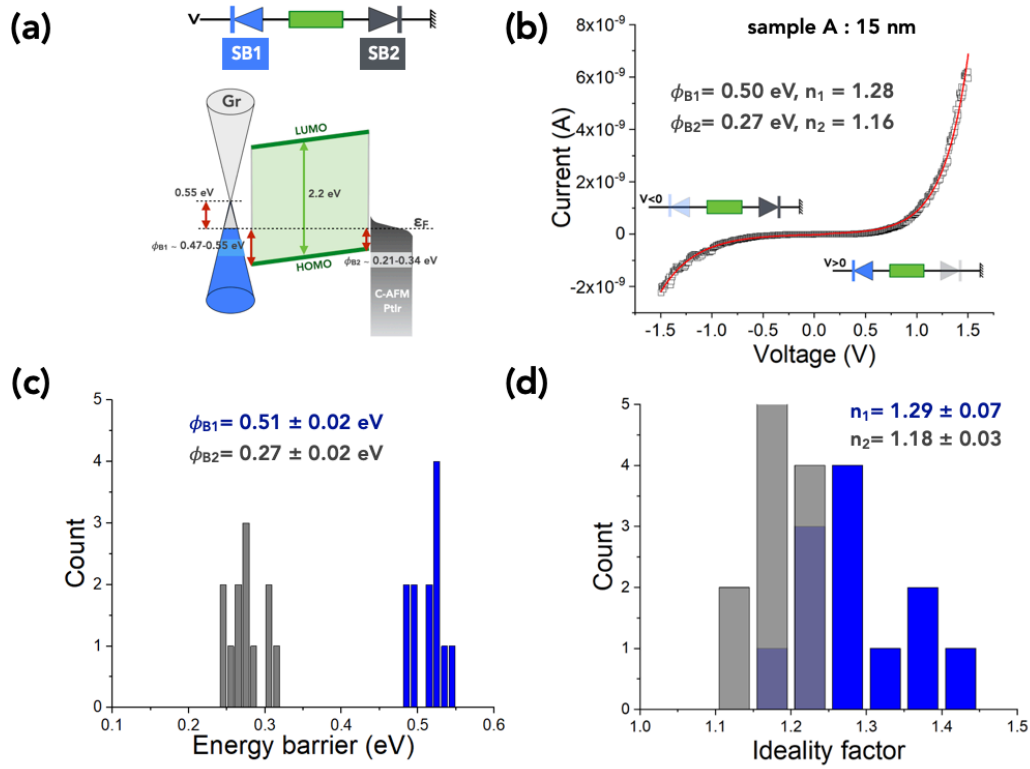 (a)
V
SB1
SB2
Gr
LUMO
0.55 eV
2.2 eV
εF
ϕB1 ~ 0.47-0.55 eV
ϕB2 ~ 0.21-0.34 eV
HOMO
C-AFM
PtIr
(b)
sample A : 15 nm
8x10-9
6x10-9
4x10-9
2x10-9
0
-2x10-9
Current (A)
ϕB1= 0.50 eV, n1 = 1.28
ϕB2= 0.27 eV, n2 = 1.16
V<0
V>0
-1.5 -1.0 -0.5 0.0 0.5 1.0 1.5
Voltage (V)
(c)
5
4
3
2
1
0
Count
ϕB1= 0.51 ± 0.02 eV
ϕB2= 0.27 ± 0.02 eV
0.1 0.2 0.3 0.4 0.5 0.6
Energy barrier (eV)
(d)
5
4
3
2
1
0
Count
n1= 1.29 ± 0.07
n2= 1.18 ± 0.03
1.0 1.1 1.2 1.3 1.4 1.5
Ideality factor